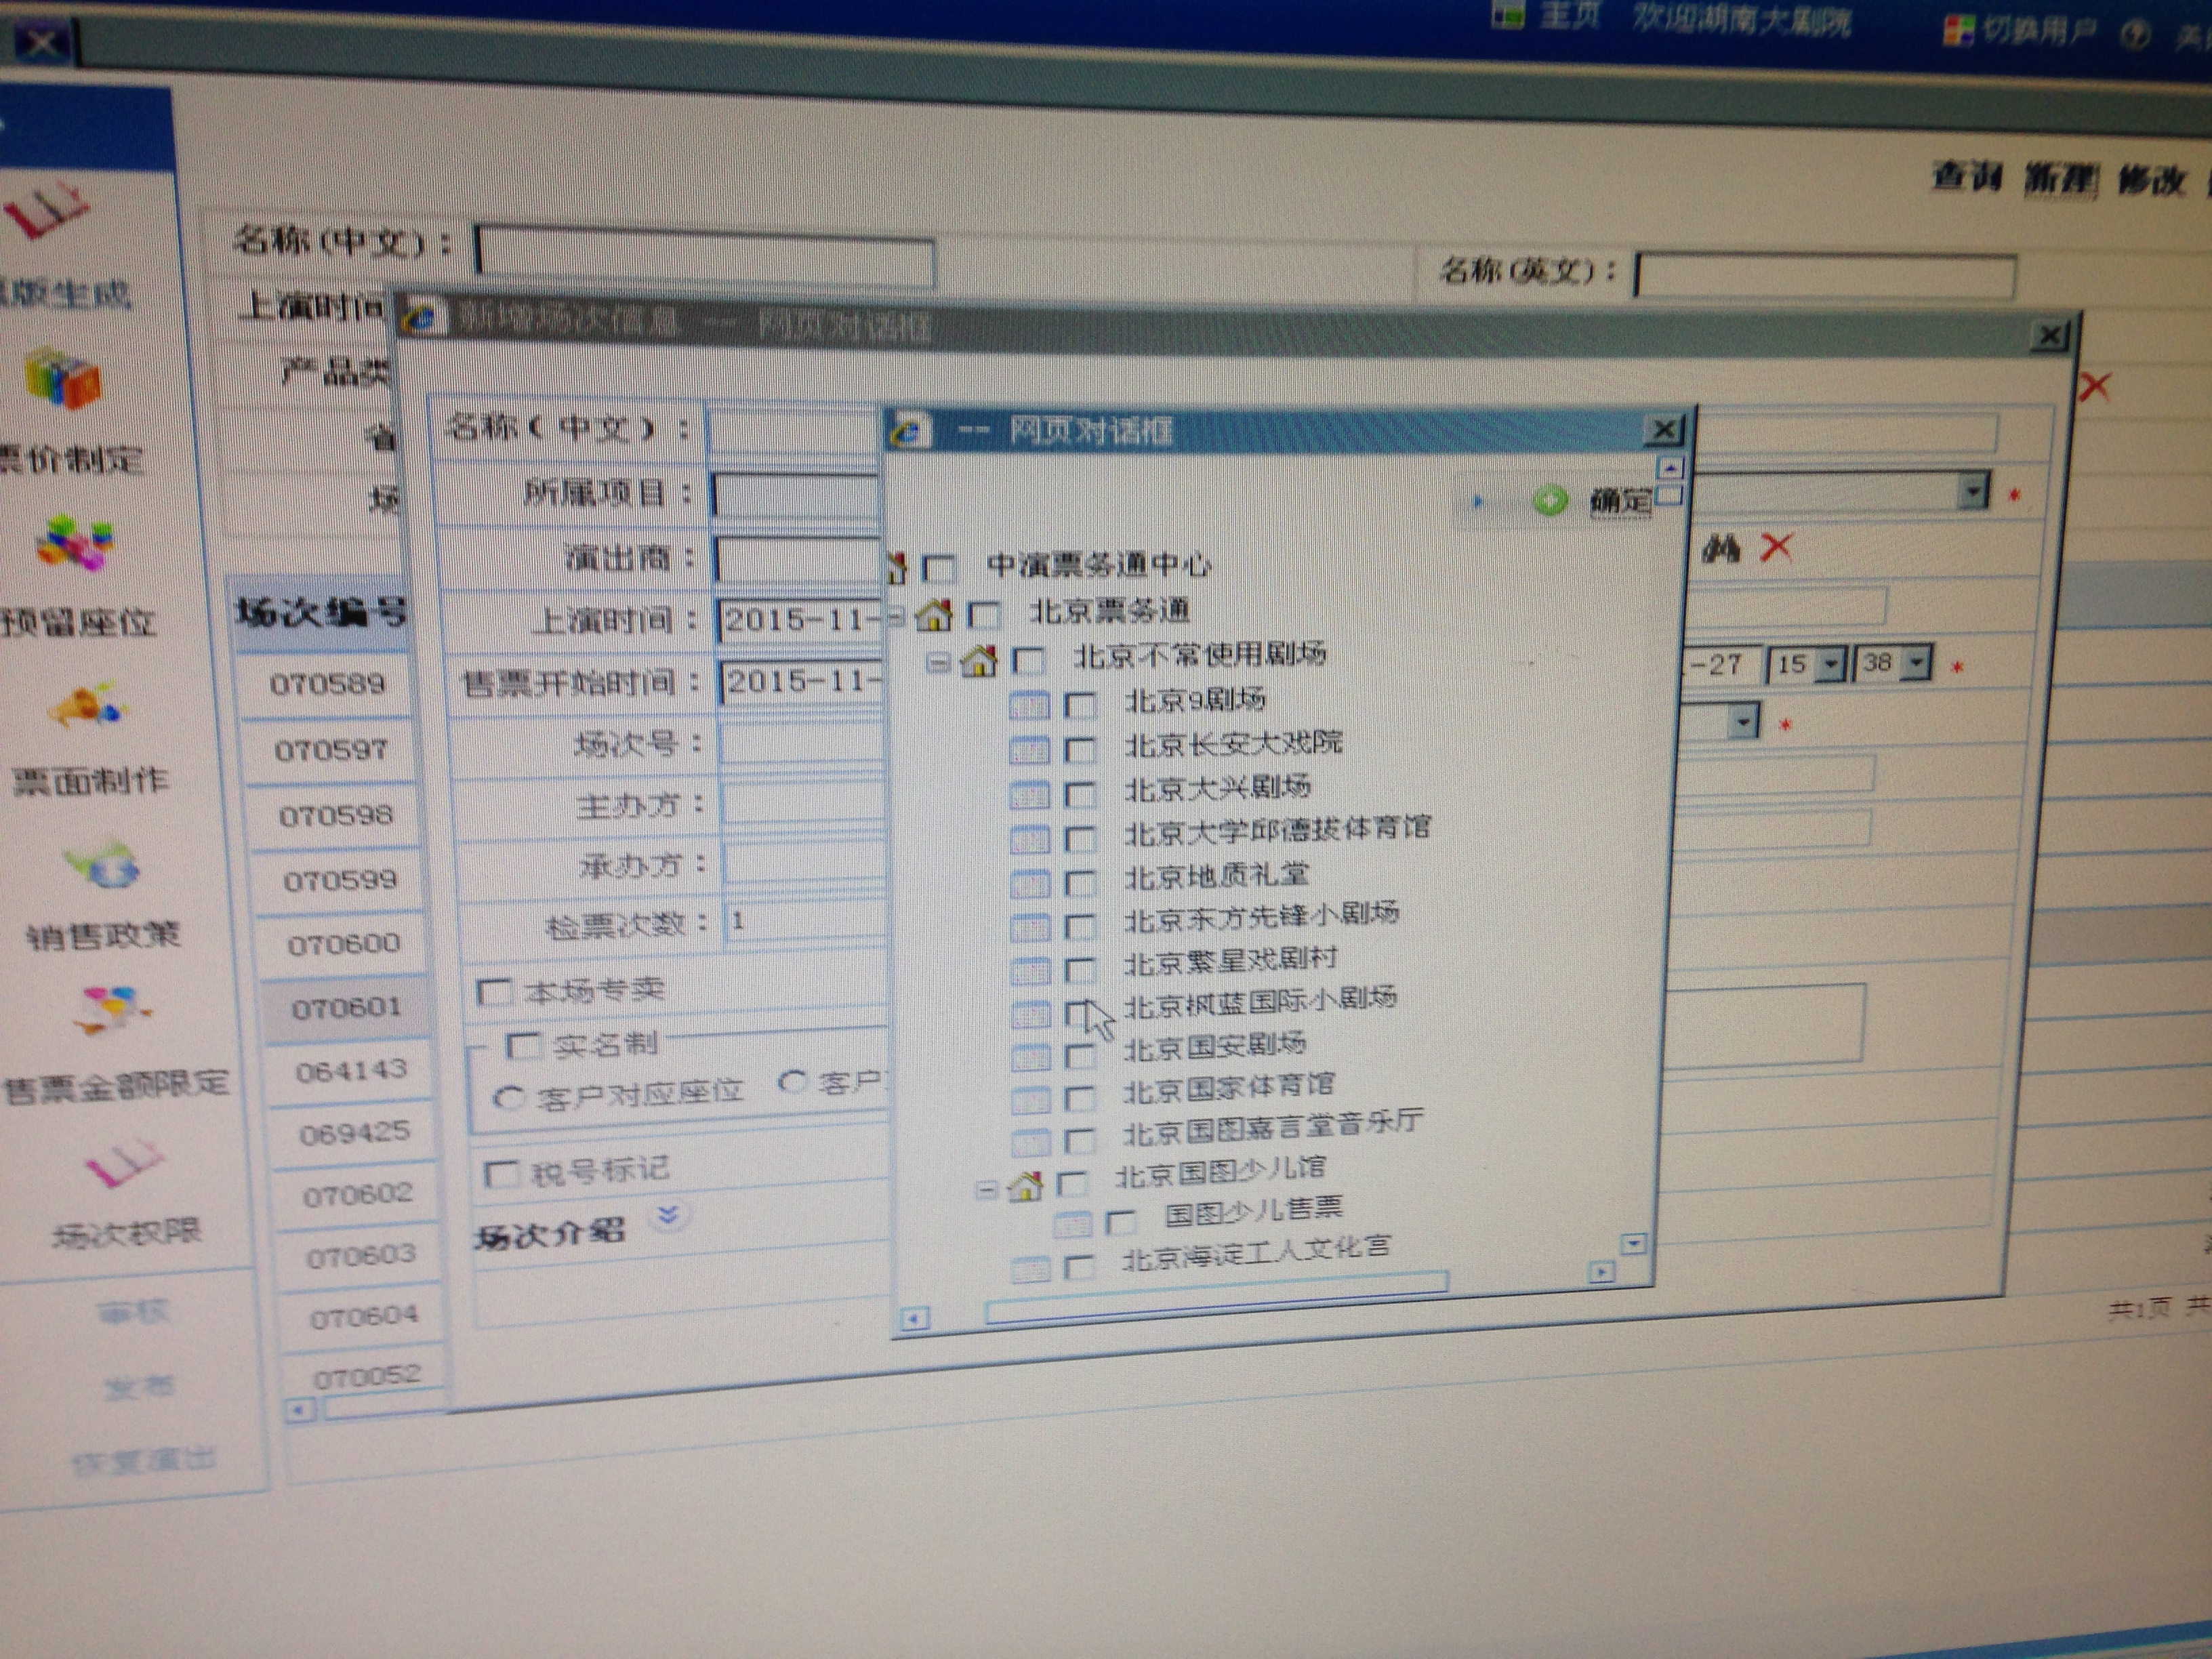 主页 欢迎湖南大剧院 切换用户
查询 新建 修改
名称(中文)： 名称(英文)：
上演时间
产品类
省
场
版生成
票价制定
预留座位
票面制作
销售政策
售票金额限定
场次权限
审核
发布
恢复演出
场次编号
070589
070597
070598
070599
070600
070601
064143
069425
070602
070603
070604
070052
新增场次信息 -- 网页对话框
名称(中文)：
所属项目： *
演出商：
上演时间：2015-11-
售票开始时间：2015-11- -27 15 38 *
场次号： *
主办方：
承办方：
检票次数：1
本场专卖
实名制
客户对应座位 客户
税号标记
场次介绍
-- 网页对话框
确定
中演票务通中心
北京票务通
北京不常使用剧场
北京9剧场
北京长安大戏院
北京大兴剧场
北京大学邱德拔体育馆
北京地质礼堂
北京东方先锋小剧场
北京繁星戏剧村
北京枫蓝国际小剧场
北京国安剧场
北京国家体育馆
北京国图嘉言堂音乐厅
北京国图少儿馆
国图少儿售票
北京海淀工人文化宫
共1页 共